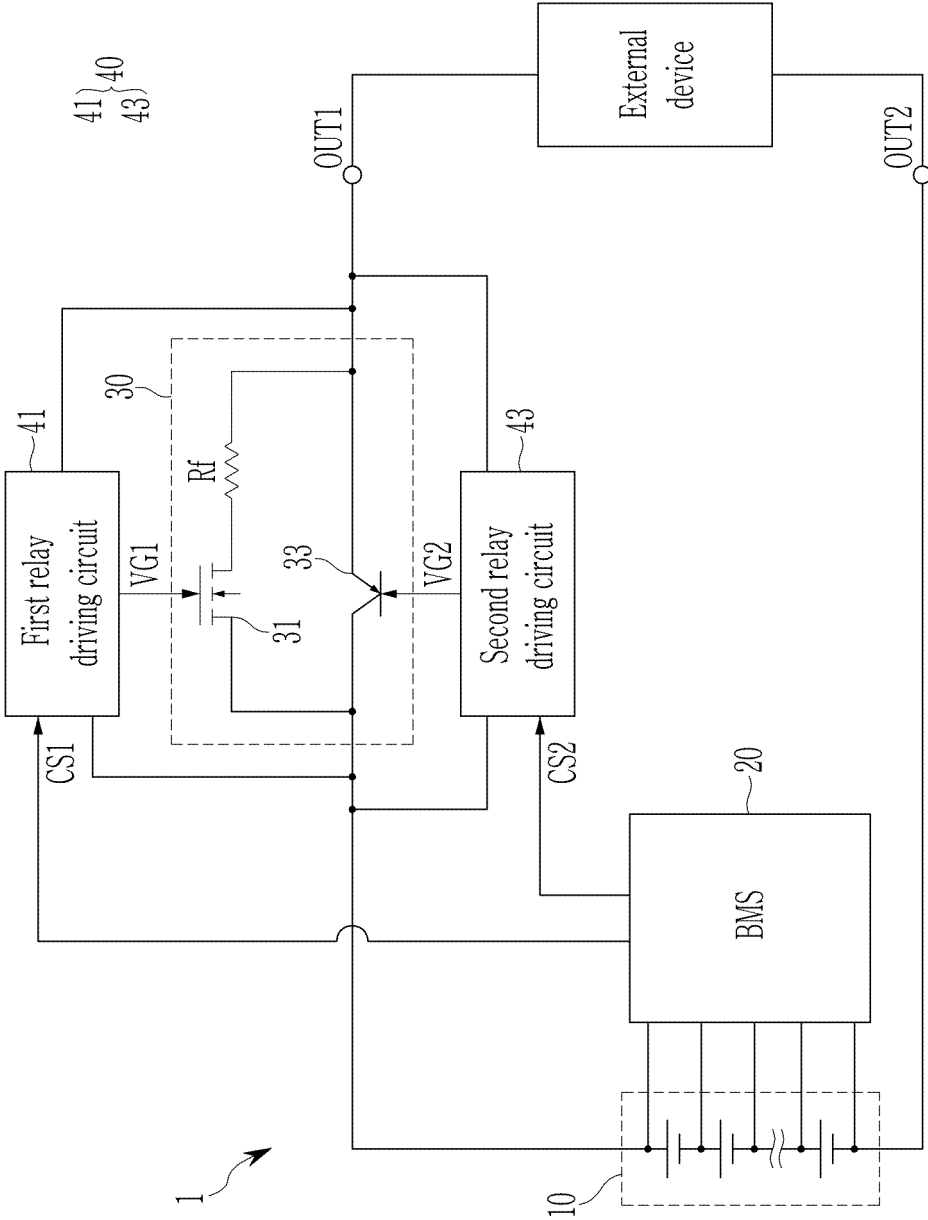 1
10
BMS
20
CS1
CS2
First relay
driving circuit
41
VG1
30
31
Rf
33
VG2
Second relay
driving circuit
43
41
43
40
OUT1
OUT2
External
device